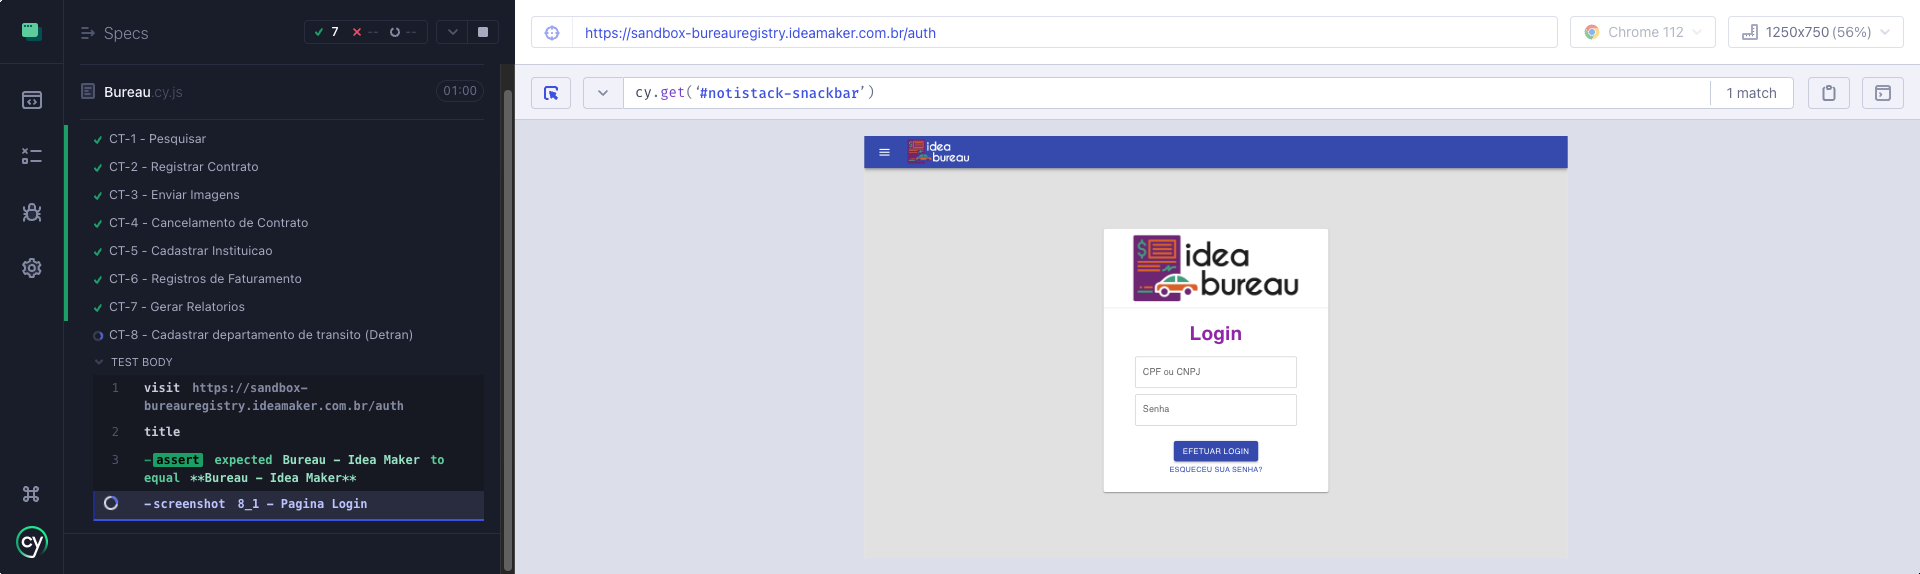 Specs
7 -- --
Bureau.cy.js 01:00
CT-1 - Pesquisar
CT-2 - Registrar Contrato
CT-3 - Enviar Imagens
CT-4 - Cancelamento de Contrato
CT-5 - Cadastrar Instituicao
CT-6 - Registros de Faturamento
CT-7 - Gerar Relatorios
CT-8 - Cadastrar departamento de transito (Detran)
TEST BODY
1 visit https://sandbox-
bureauregistry.ideamaker.com.br/auth
2 title
3 -assert expected Bureau - Idea Maker to
equal **Bureau - Idea Maker**
-screenshot 8_1 - Pagina Login
cy
https://sandbox-bureauregistry.ideamaker.com.br/auth
Chrome 112
1250x750 (56%)
cy.get('#notistack-snackbar')
1 match
idea
bureau
idea
bureau
Login
CPF ou CNPJ
Senha
EFETUAR LOGIN
ESQUECEU SUA SENHA?